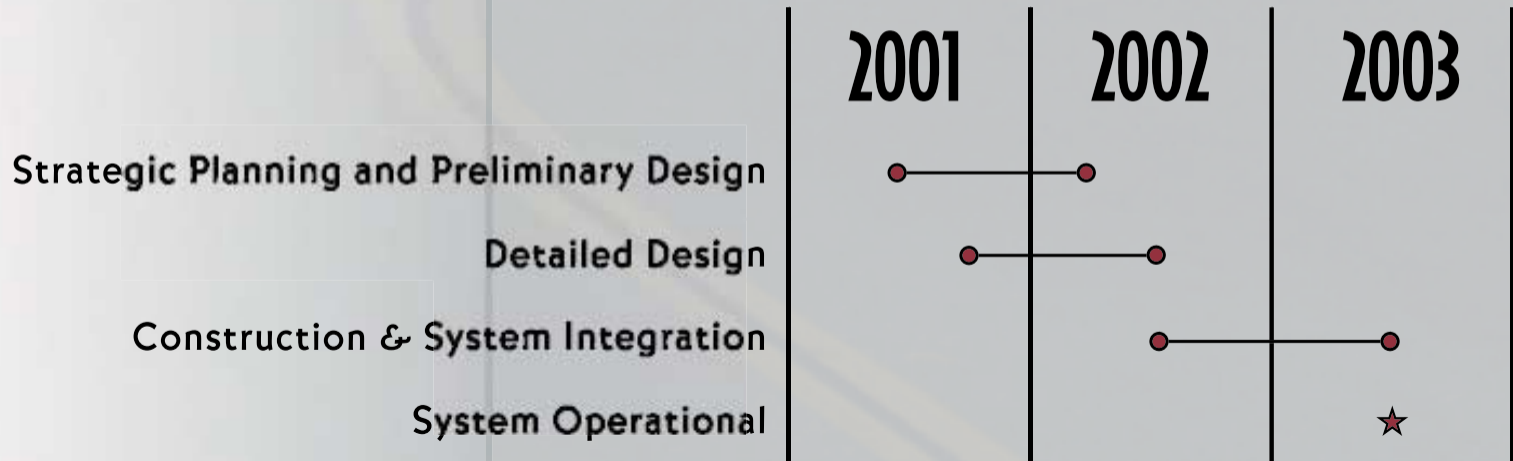 2001 2002 2003
Strategic Planning and Preliminary Design
Detailed Design
Construction & System Integration
System Operational